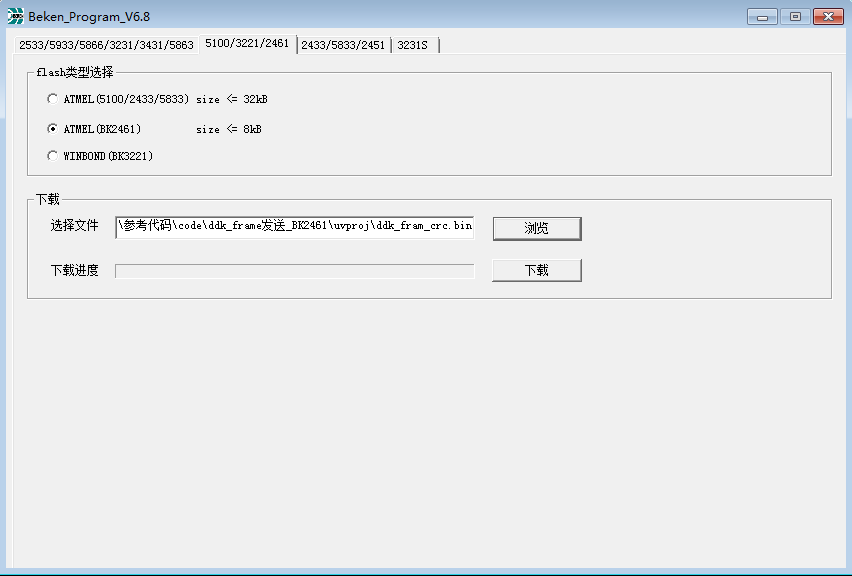 Beken_Program_V6.8
2533/5933/5866/3231/3431/5863 5100/3221/2461 2433/5833/2451 3231S
flash类型选择
ATMEL(5100/2433/5833) size <= 32kB
ATMEL(BK2461) size <= 8kB
WINBOND(BK3221)
下载
选择文件 \参考代码\code\ddk_frame发送_BK2461\uvproj\ddk_fram_crc.bin 浏览
下载进度 下载